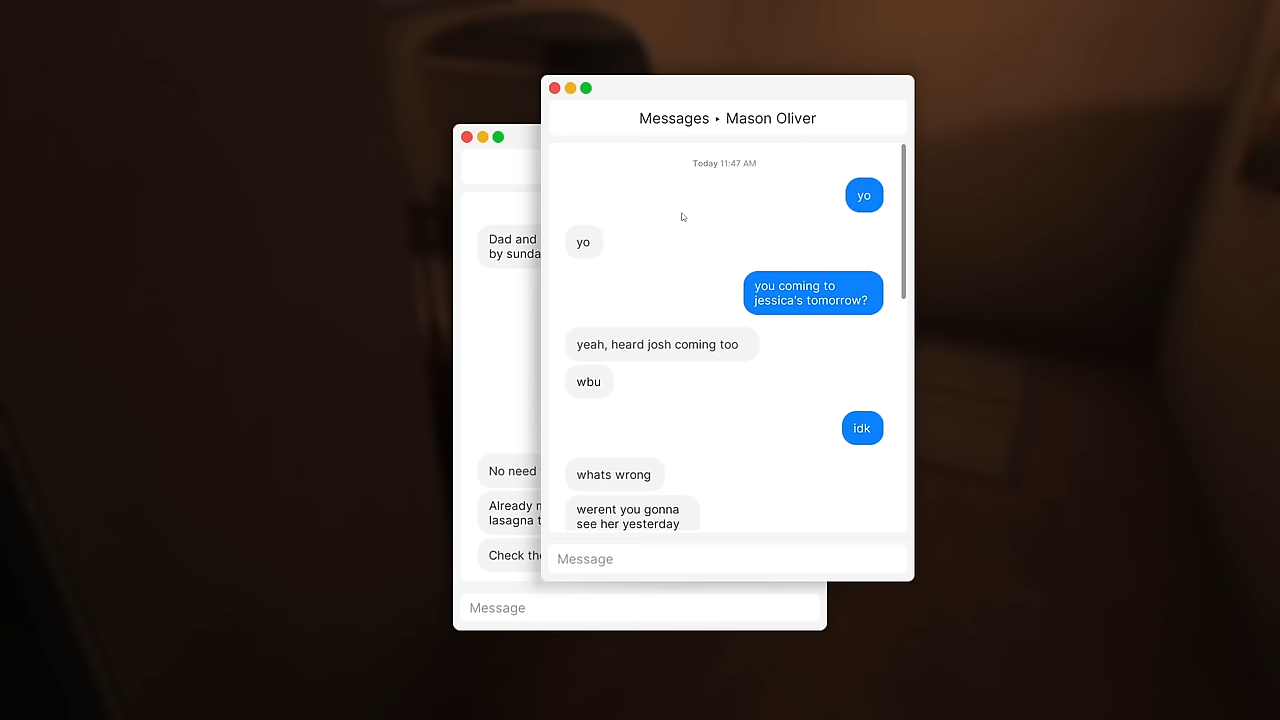 Messages ▸ Mason Oliver
Today 11:47 AM
yo
yo
you coming to
jessica's tomorrow?
yeah, heard josh coming too
wbu
idk
whats wrong
werent you gonna
see her yesterday
Message
Dad and
by sunda
No need
Already
lasagna
Check
Message